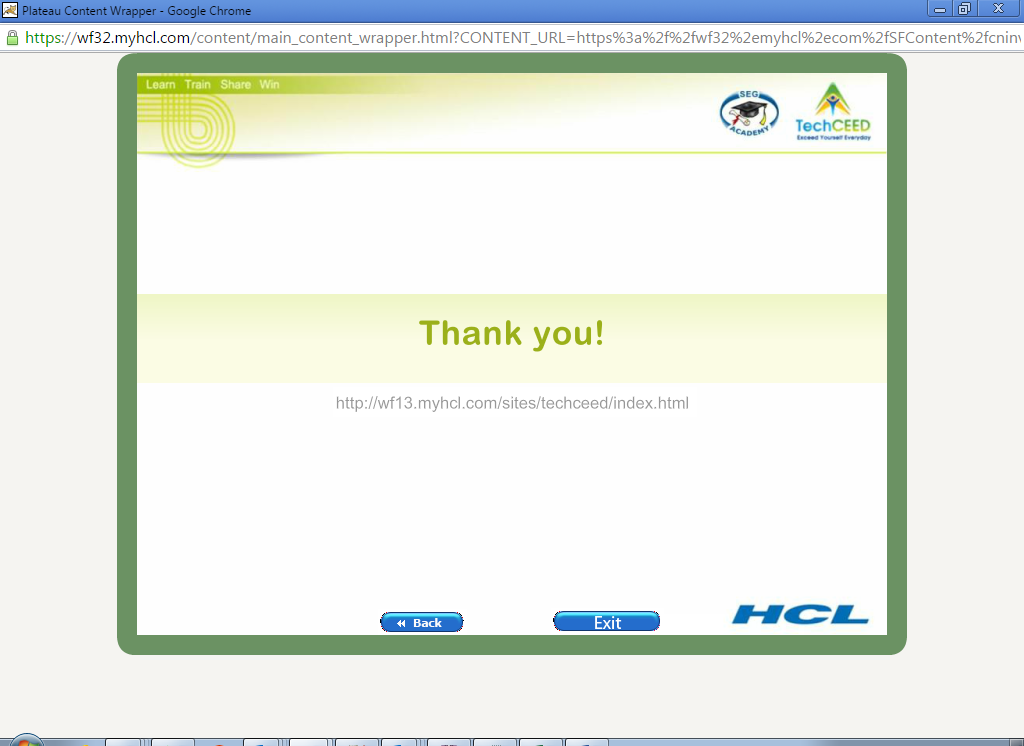 Plateau Content Wrapper - Google Chrome
https://wf32.myhcl.com/content/main_content_wrapper.html?CONTENT_URL=https%3a%2f%2fwf32%2emyhcl%2ecom%2fSFContent%2fcninv
Learn Train Share Win
SEG
ACADEMY
TechCEED
Exceed Yourself Everyday
Thank you!
http://wf13.myhcl.com/sites/techceed/index.html
Back
Exit
HCL